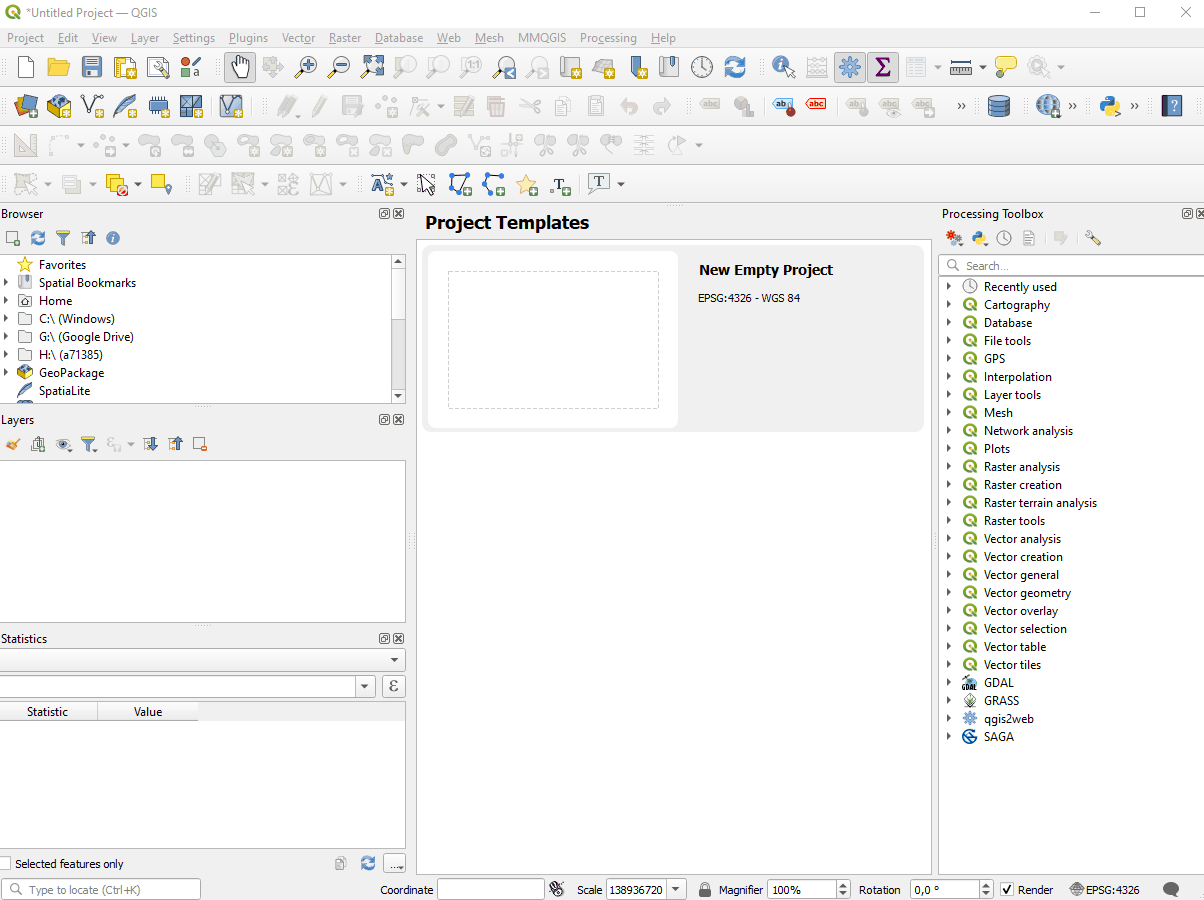 *Untitled Project — QGIS
Project Edit View Layer Settings Plugins Vector Raster Database Web Mesh MMQGIS Processing Help
Browser
Favorites
Spatial Bookmarks
Home
C:\ (Windows)
G:\ (Google Drive)
H:\ (a71385)
GeoPackage
SpatiaLite
Layers
Statistics
Statistic Value
Selected features only
Type to locate (Ctrl+K)
Project Templates
New Empty Project
EPSG:4326 - WGS 84
Processing Toolbox
Search...
Recently used
Cartography
Database
File tools
GPS
Interpolation
Layer tools
Mesh
Network analysis
Plots
Raster analysis
Raster creation
Raster terrain analysis
Raster tools
Vector analysis
Vector creation
Vector general
Vector geometry
Vector overlay
Vector selection
Vector table
Vector tiles
GDAL
GRASS
qgis2web
SAGA
Coordinate Scale 138936720 Magnifier 100% Rotation 0,0 ° Render EPSG:4326